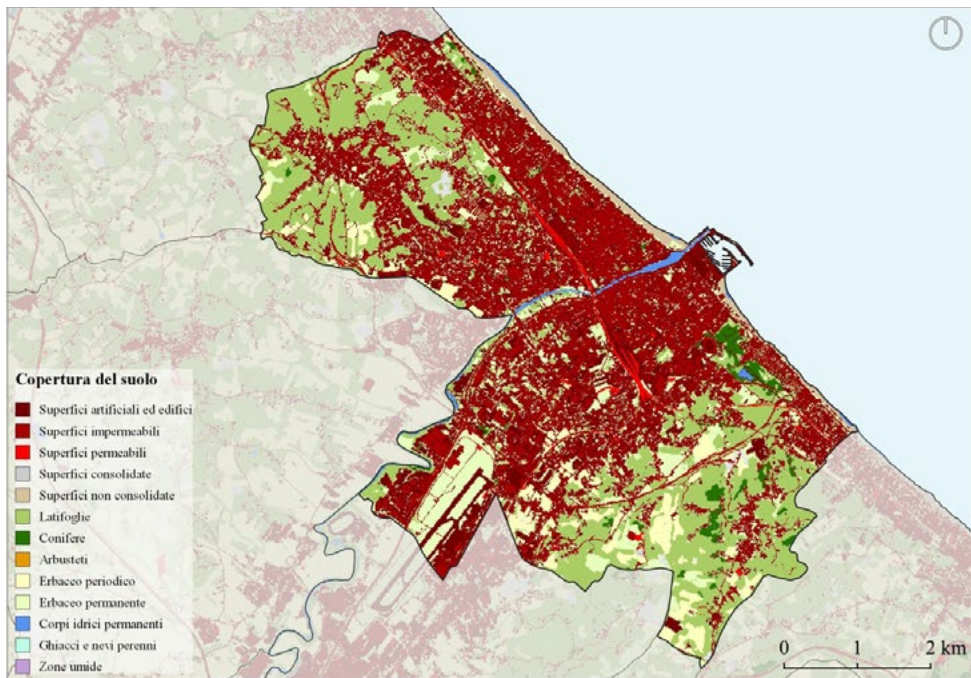 Copertura del suolo
Superfici artificiali ed edifici
Superfici impermeabili
Superfici permeabili
Superfici consolidate
Superfici non consolidate
Latifoglie
Conifere
Arbusteti
Erbaceo periodico
Erbaceo permanente
Corpi idrici permanenti
Ghiacci e nevi perenni
Zone umide
0 1 2 km